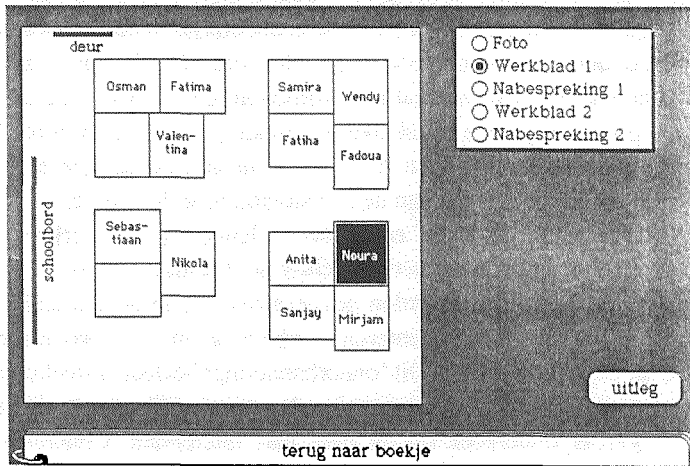 deur
Osman
Fatima
Valen-
tina
Samira
Wendy
Fatiha
Fadoua
schoolbord
Sebas-
tiaan
Nikola
Anita
Noura
Sanjay
Mirjam
Foto
Werkblad 1
Nabespreking 1
Werkblad 2
Nabespreking 2
uitleg
terug naar boekje